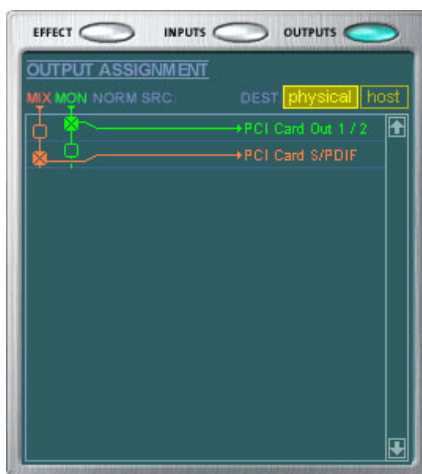 EFFECT INPUTS OUTPUTS
OUTPUT ASSIGNMENT
MIX MON NORM SRC: DEST. physical host
PCI Card Out 1 / 2
PCI Card S/PDIF